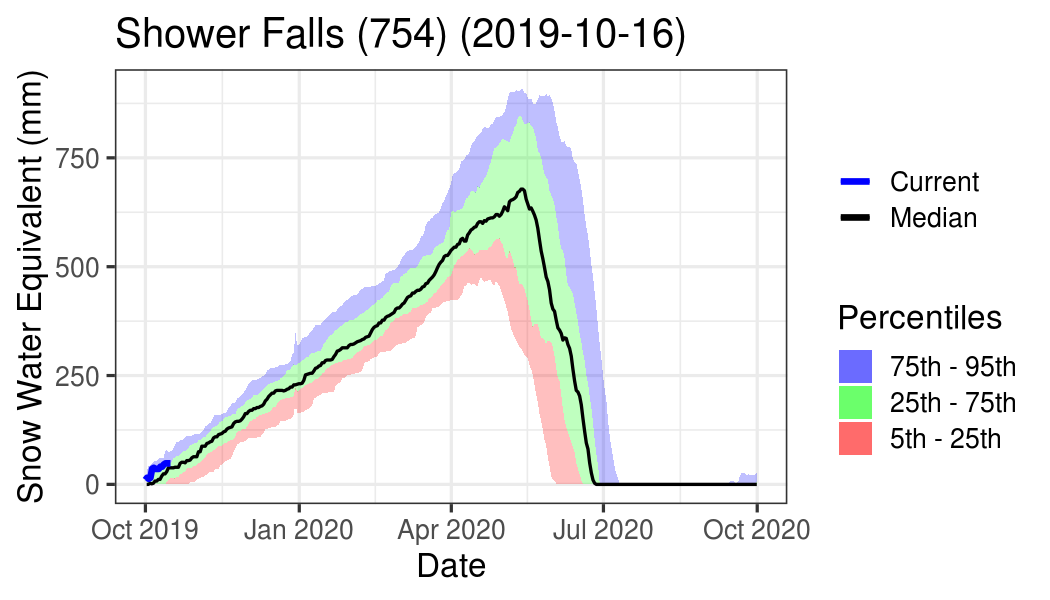 Shower Falls (754) (2019-10-16)
Snow Water Equivalent (mm)
750
500
250
0
Oct 2019
Jan 2020
Apr 2020
Jul 2020
Oct 2020
Date
Current
Median
Percentiles
75th - 95th
25th - 75th
5th - 25th